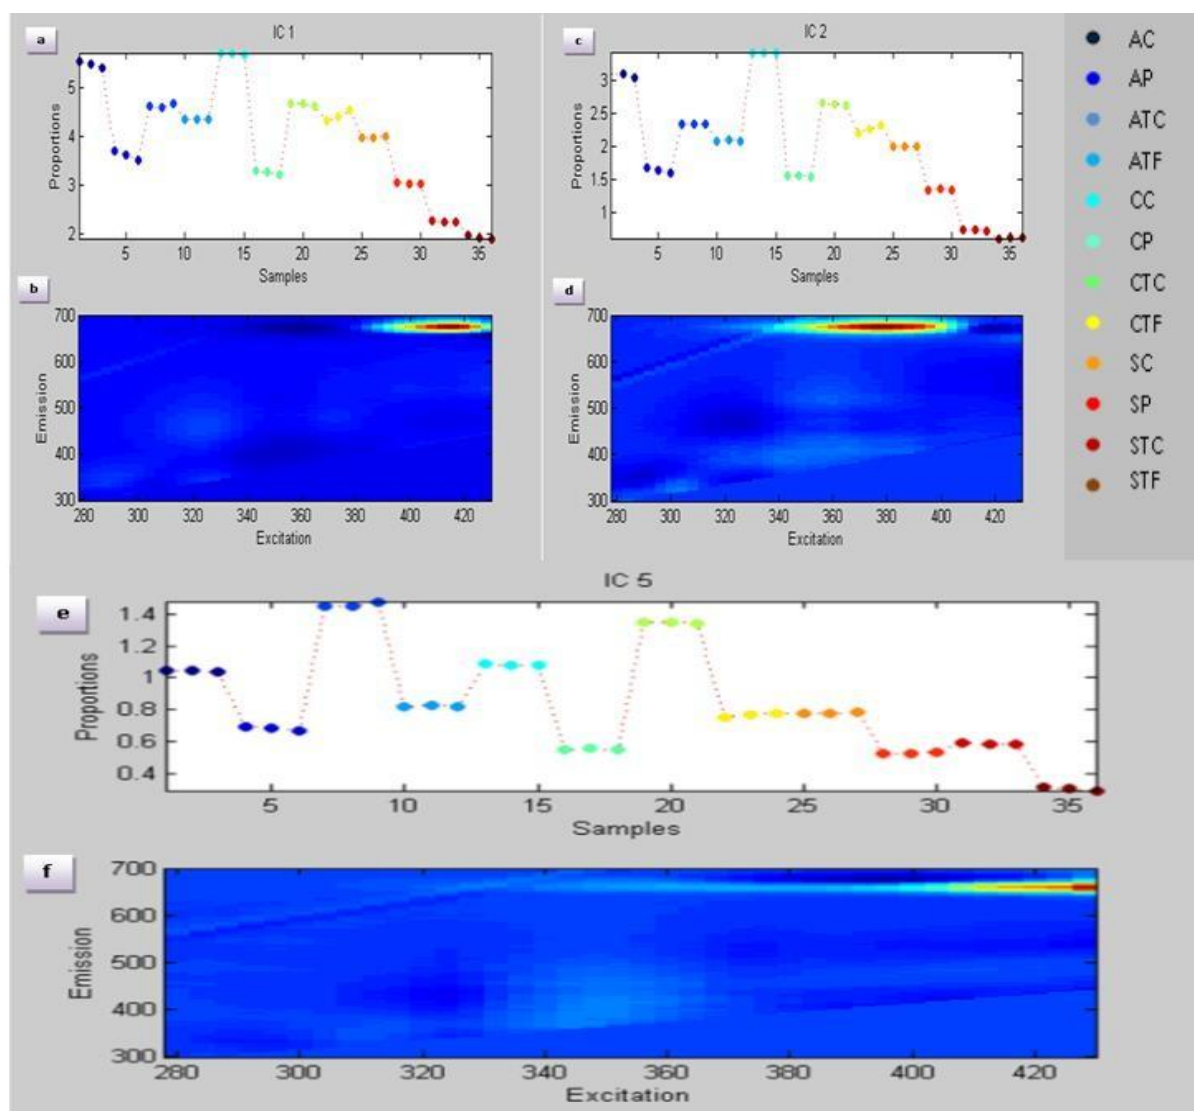 a
IC 1
Proportions
5
4
3
2
5
10
15
20
25
30
35
Samples
b
Emission
700
600
500
400
300
280
300
320
340
360
380
400
420
Excitation
c
IC 2
Proportions
3
2.5
2
1.5
1
5
10
15
20
25
30
35
Samples
d
Emission
700
600
500
400
300
280
300
320
340
360
380
400
420
Excitation
AC
AP
ATC
ATF
CC
CP
CTC
CTF
SC
SP
STC
STF
e
IC 5
Proportions
1.4
1.2
1
0.8
0.6
0.4
5
10
15
20
25
30
35
Samples
f
Emission
700
600
500
400
300
280
300
320
340
360
380
400
420
Excitation